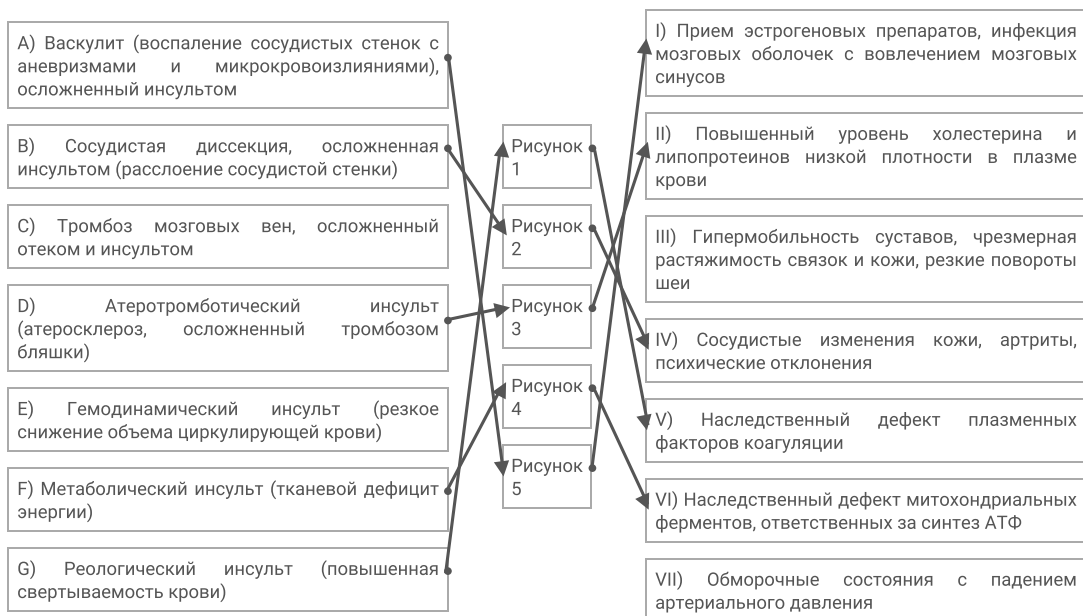 A) Васкулит (воспаление сосудистых стенок с
аневризмами и микрокровоизлияниями),
осложненный инсультом
B) Сосудистая диссекция, осложненная
инсультом (расслоение сосудистой стенки)
C) Тромбоз мозговых вен, осложненный
отеком и инсультом
D) Атеротромботический инсульт
(атеросклероз, осложненный тромбозом
бляшки)
E) Гемодинамический инсульт (резкое
снижение объема циркулирующей крови)
F) Метаболический инсульт (тканевой дефицит
энергии)
G) Реологический инсульт (повышенная
свертываемость крови)
Рисунок
1
Рисунок
2
Рисунок
3
Рисунок
4
Рисунок
5
I) Прием эстрогеновых препаратов, инфекция
мозговых оболочек с вовлечением мозговых
синусов
II) Повышенный уровень холестерина и
липопротеинов низкой плотности в плазме
крови
III) Гипермобильность суставов, чрезмерная
растяжимость связок и кожи, резкие повороты
шеи
IV) Сосудистые изменения кожи, артриты,
психические отклонения
V) Наследственный дефект плазменных
факторов коагуляции
VI) Наследственный дефект митохондриальных
ферментов, ответственных за синтез АТФ
VII) Обморочные состояния с падением
артериального давления